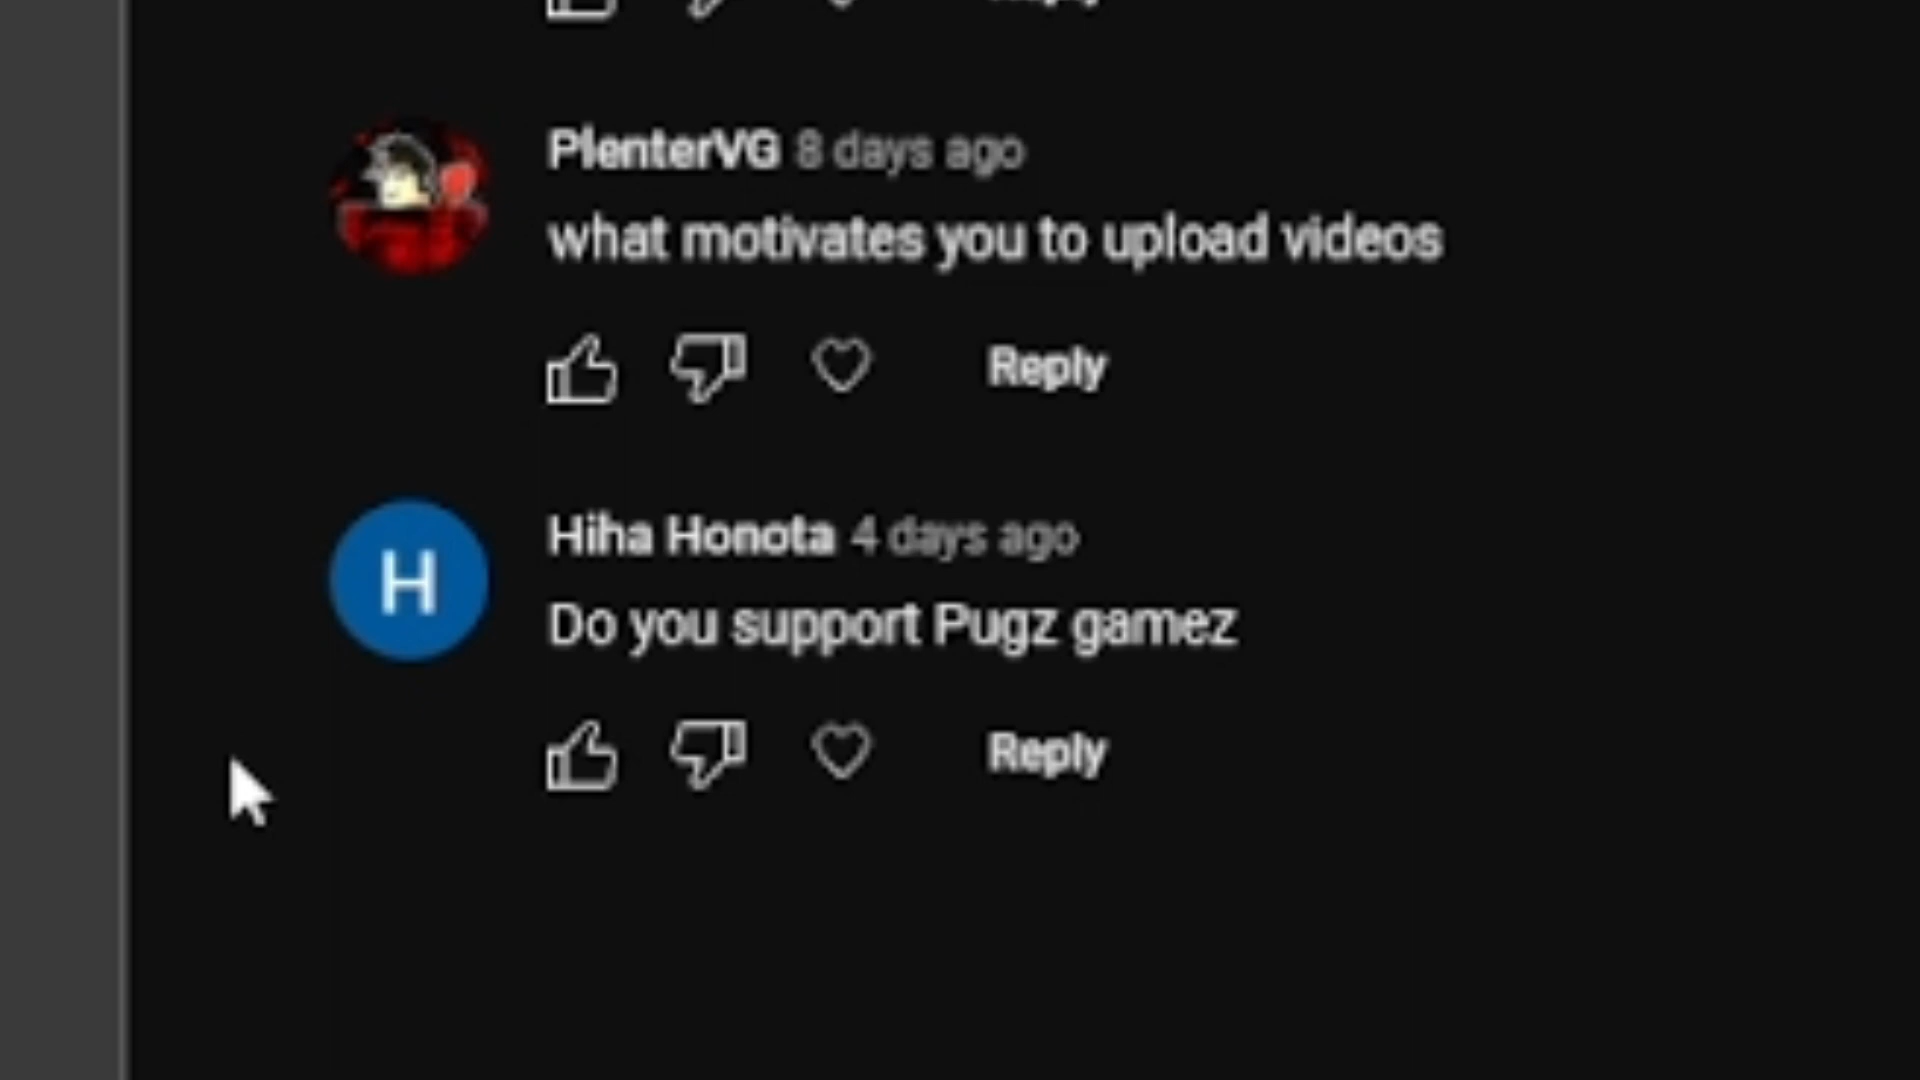 PlenterVG 8 days ago
what motivates you to upload videos
Reply
H
Hiha Honota 4 days ago
Do you support Pugz gamez
Reply